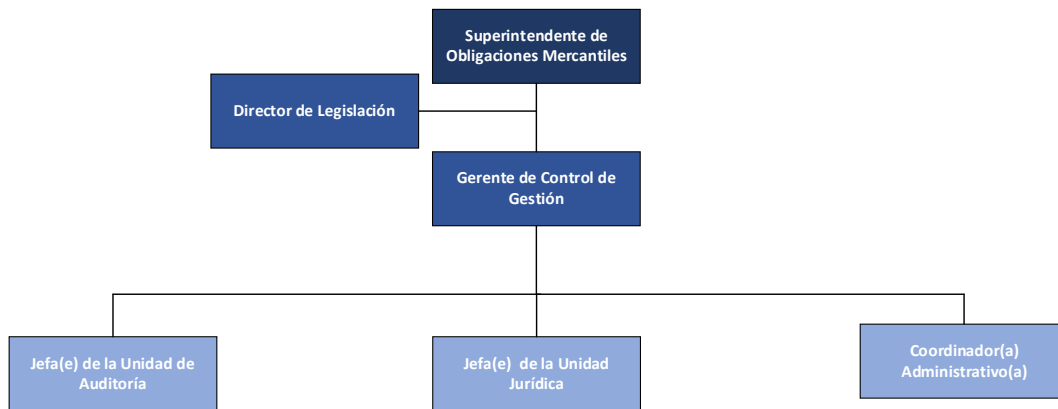 Superintendente de
Obligaciones Mercantiles
Director de Legislación
Gerente de Control de
Gestión
Jefa(e) de la Unidad de
Auditoría
Jefa(e) de la Unidad
Jurídica
Coordinador(a)
Administrativo(a)